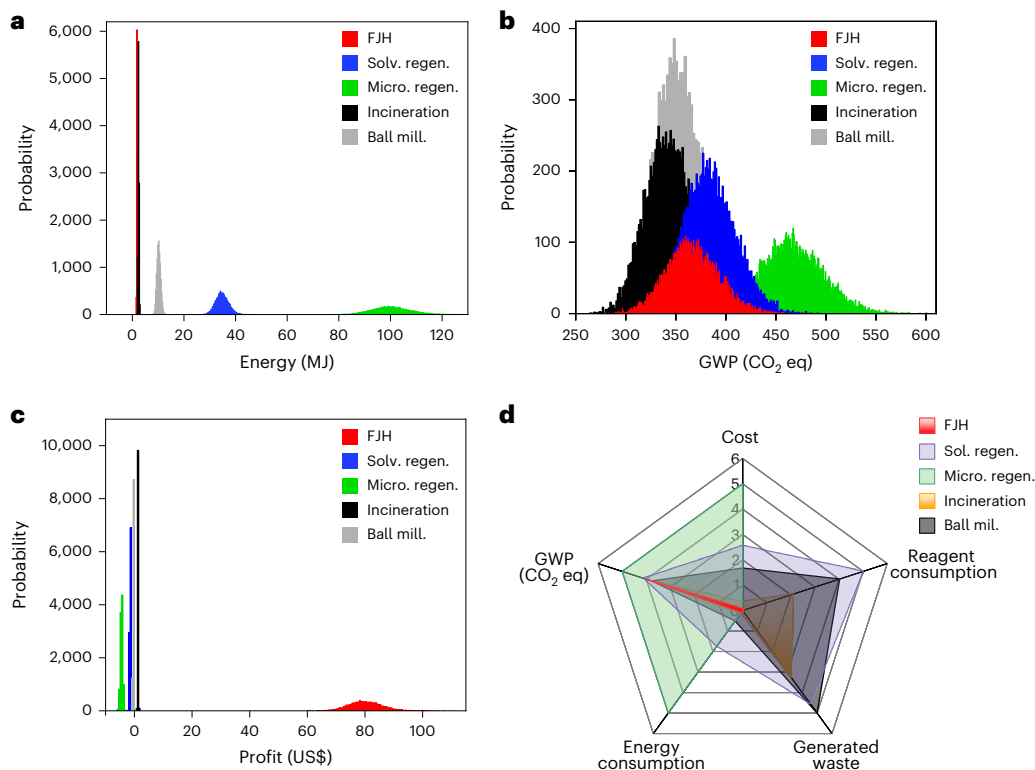 a
6,000
5,000
4,000
3,000
2,000
1,000
0
Probability
0
20
40
60
80
100
120
Energy (MJ)
FJH
Solv. regen.
Micro. regen.
Incineration
Ball mill.
b
400
300
200
100
0
Probability
250
300
350
400
450
500
550
600
GWP (CO₂ eq)
FJH
Solv. regen.
Micro. regen.
Incineration
Ball mill.
c
10,000
8,000
6,000
4,000
2,000
0
Probability
0
20
40
60
80
100
Profit (US$)
FJH
Solv. regen.
Micro. regen.
Incineration
Ball mill.
d
Cost
6
5
4
3
2
1
0
GWP
(CO₂ eq)
Reagent
consumption
Energy
consumption
Generated
waste
FJH
Sol. regen.
Micro. regen.
Incineration
Ball mil.